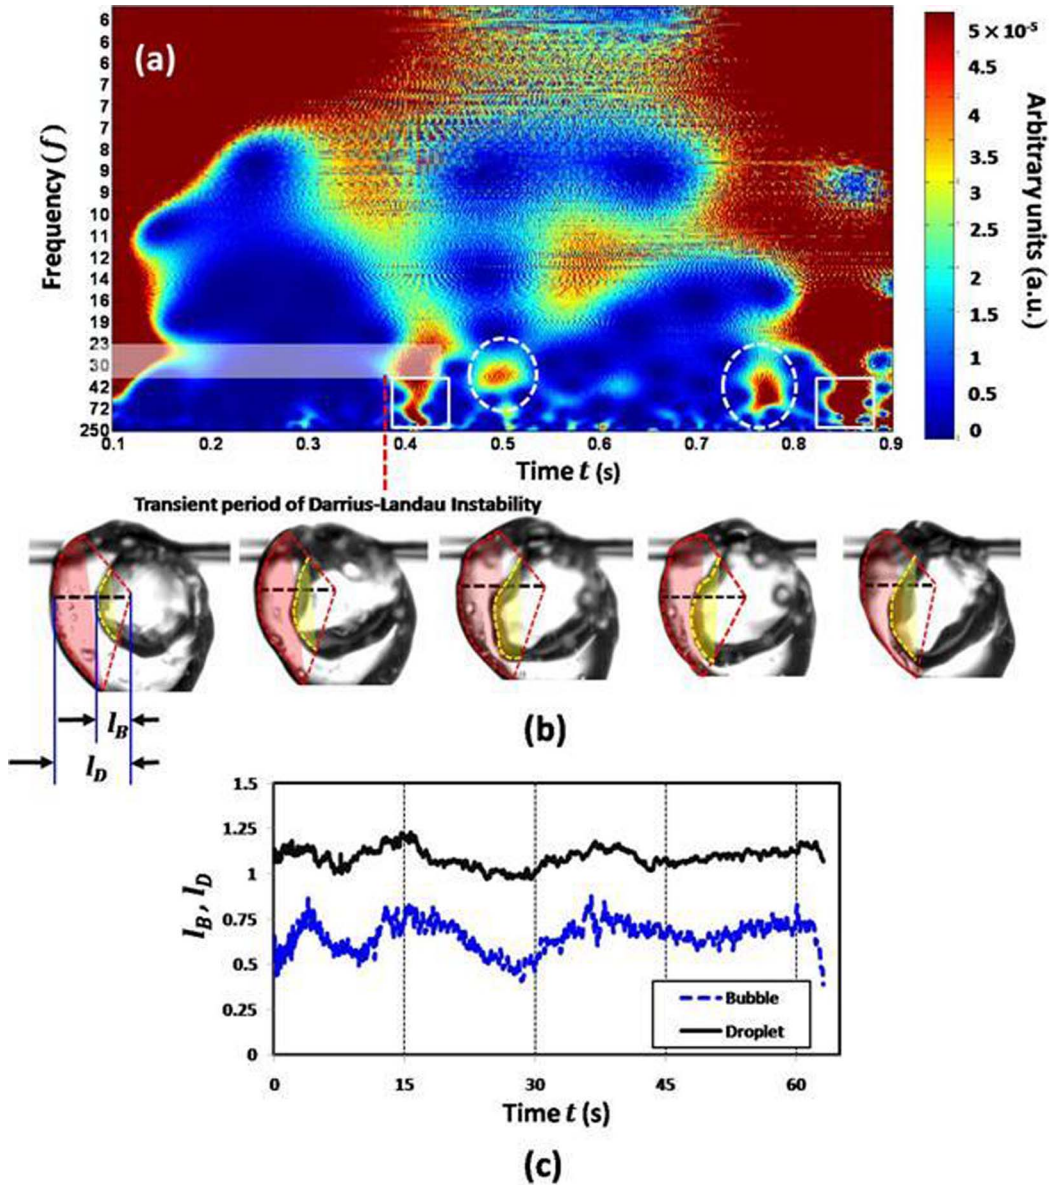 (a)
Frequency (f)
6
6
6
6
7
7
7
8
9
9
10
11
12
14
16
19
23
30
42
72
250
0.1 0.2 0.3 0.4 0.5 0.6 0.7 0.8 0.9
Time t (s)
5 × 10⁻⁵
4.5
4
3.5
3
2.5
2
1.5
1
0.5
0
Arbitrary units (a.u.)
Transient period of Darrius-Landau Instability
l_B
l_D
(b)
l_B , l_D
1.5
1.25
1
0.75
0.5
0.25
0
Bubble
Droplet
0 15 30 45 60
Time t (s)
(c)